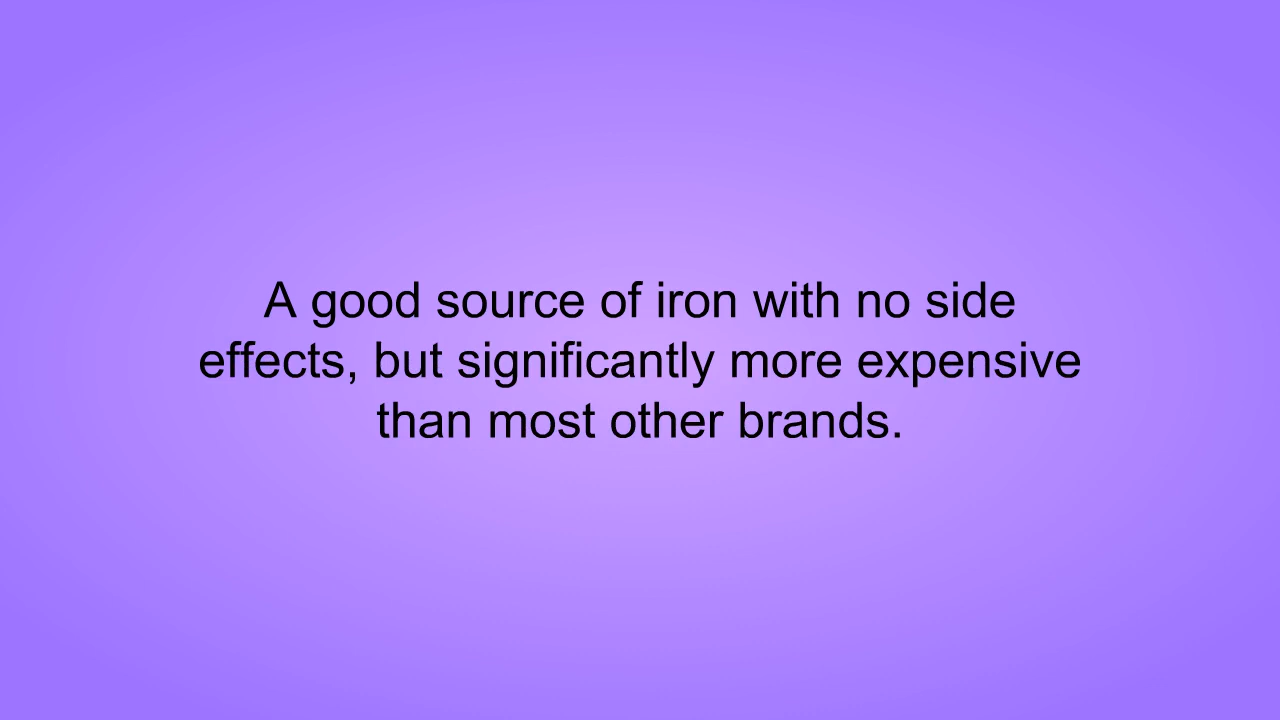 A good source of iron with no side
effects, but significantly more expensive
than most other brands.